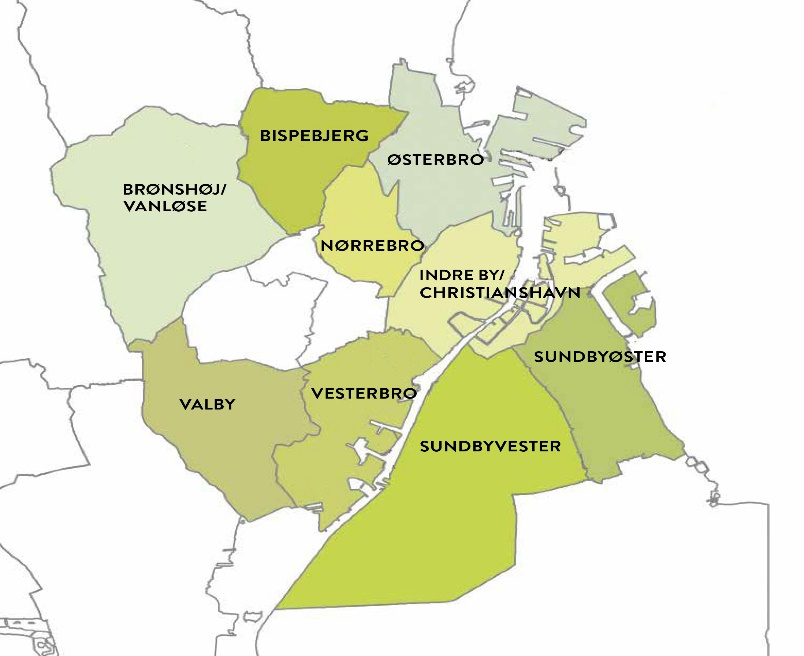 BISPEBJERG
ØSTERBRO
BRØNSHØJ/
VANLØSE
NØRREBRO
INDRE BY/
CHRISTIANSHAVN
SUNDBYØSTER
VESTERBRO
VALBY
SUNDBYVESTER